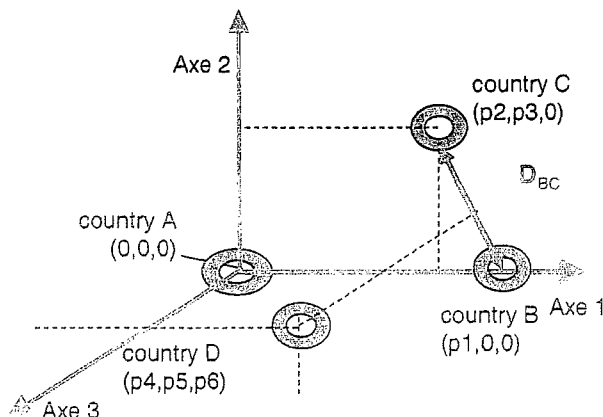 Axe 2
country C
(p2,p3,0)
D_BC
country A
(0,0,0)
country B
(p1,0,0)
Axe 1
country D
(p4,p5,p6)
Axe 3